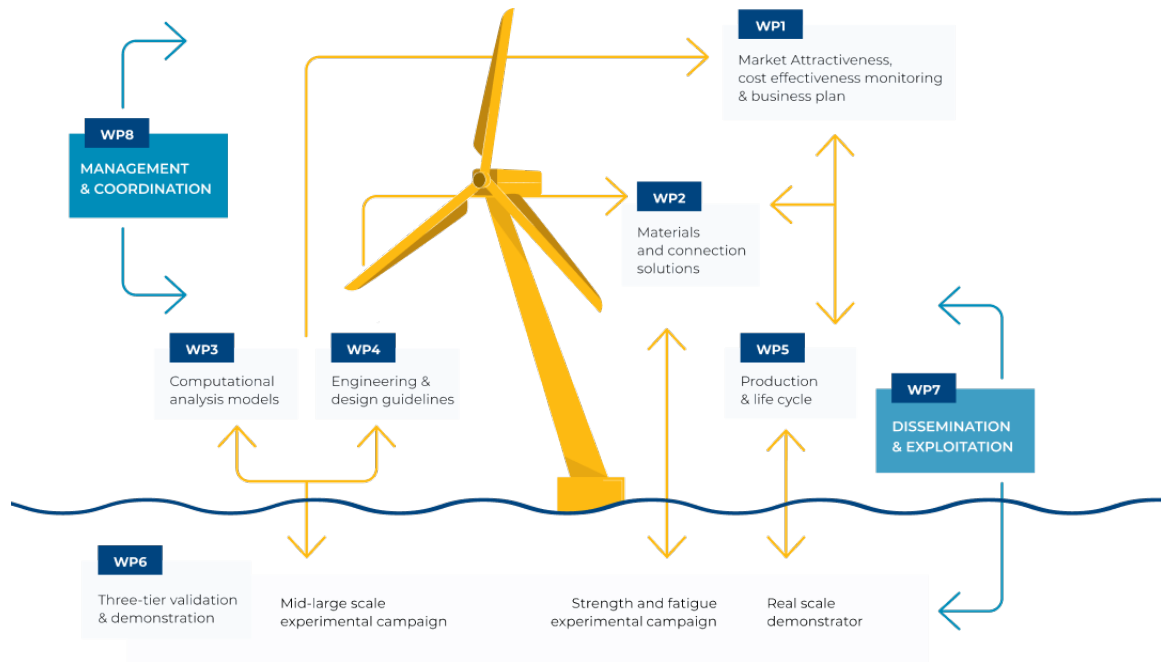 WP1
Market Attractiveness,
cost effectiveness monitoring
& business plan
WP8
MANAGEMENT
& COORDINATION
WP2
Materials
and connection
solutions
WP3
Computational
analysis models
WP4
Engineering &
design guidelines
WP5
Production
& life cycle
WP7
DISSEMINATION
& EXPLOITATION
WP6
Three-tier validation
& demonstration
Mid-large scale
experimental campaign
Strength and fatigue
experimental campaign
Real scale
demonstrator